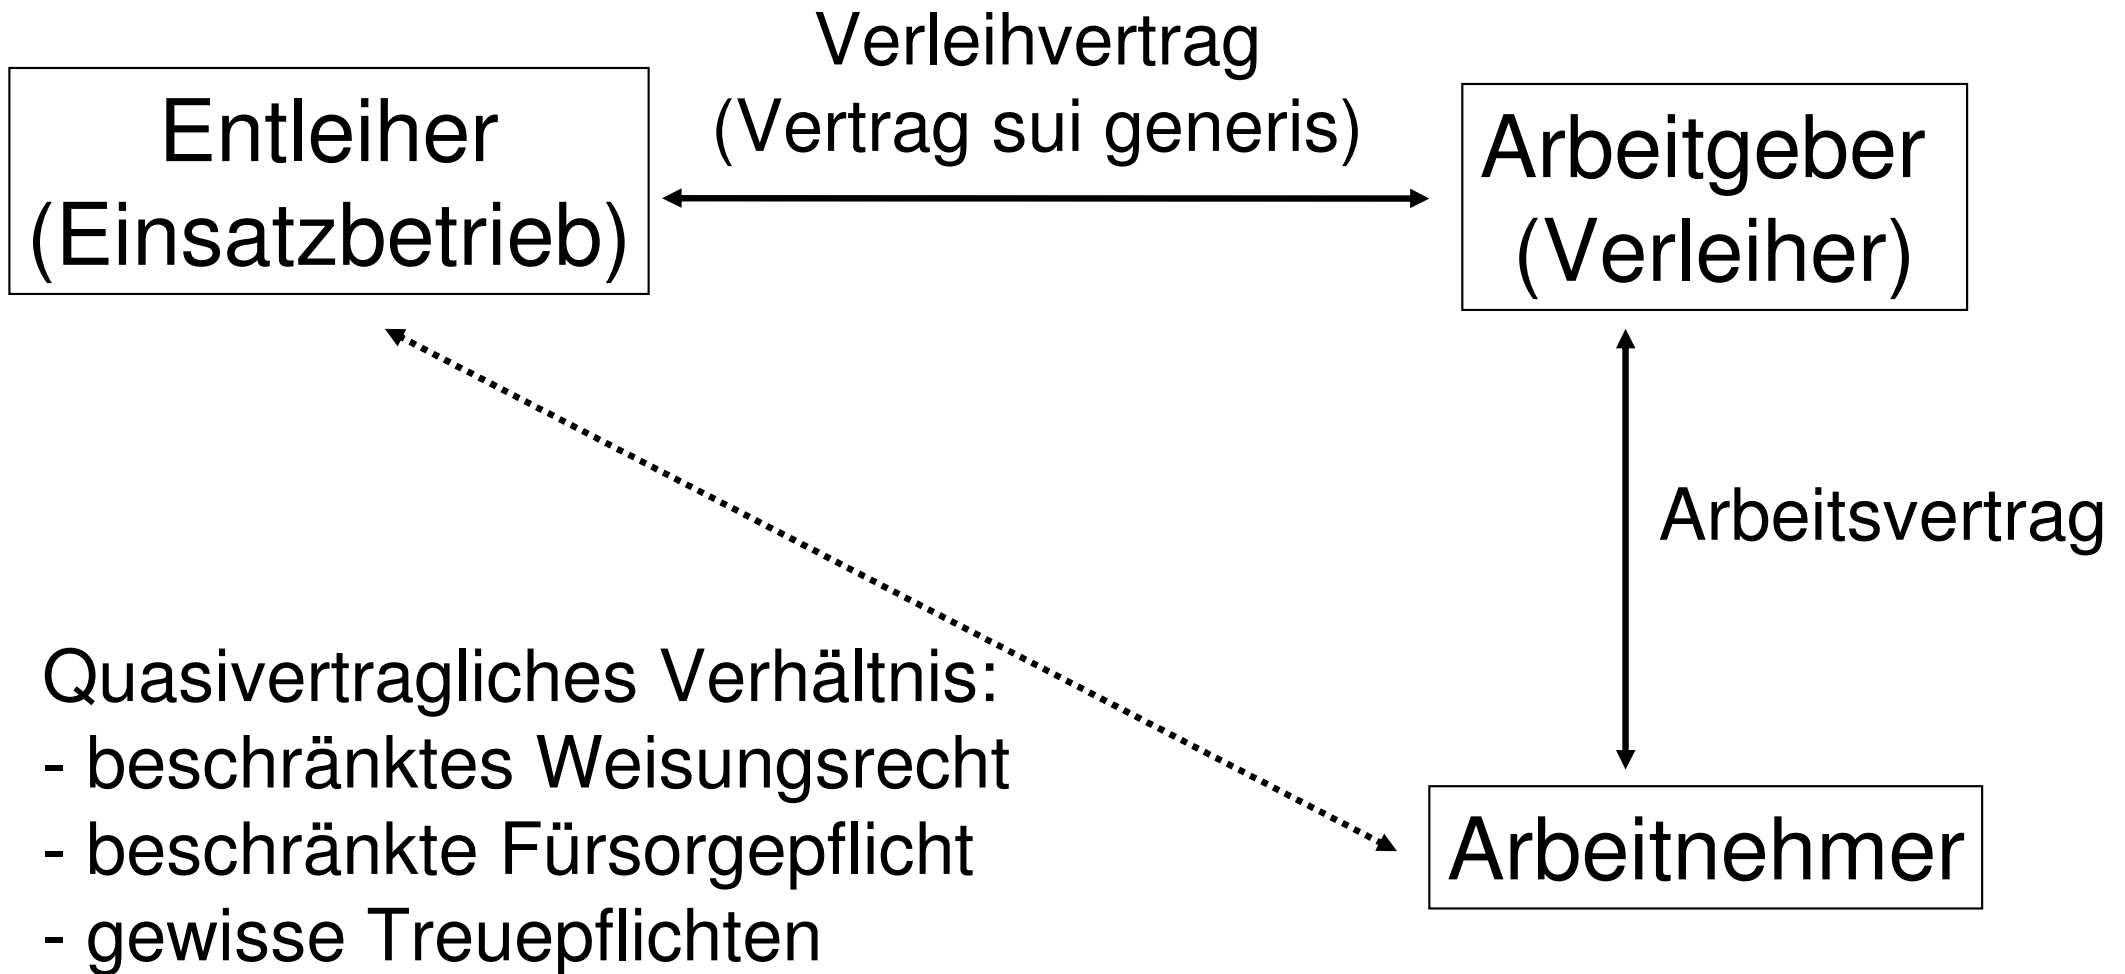 Verleihvertrag
(Vertrag sui generis)
Entleiher
(Einsatzbetrieb)
Arbeitgeber
(Verleiher)
Arbeitsvertrag
Quasivertragliches Verhältnis:
- beschränktes Weisungsrecht
- beschränkte Fürsorgepflicht
- gewisse Treuepflichten
Arbeitnehmer